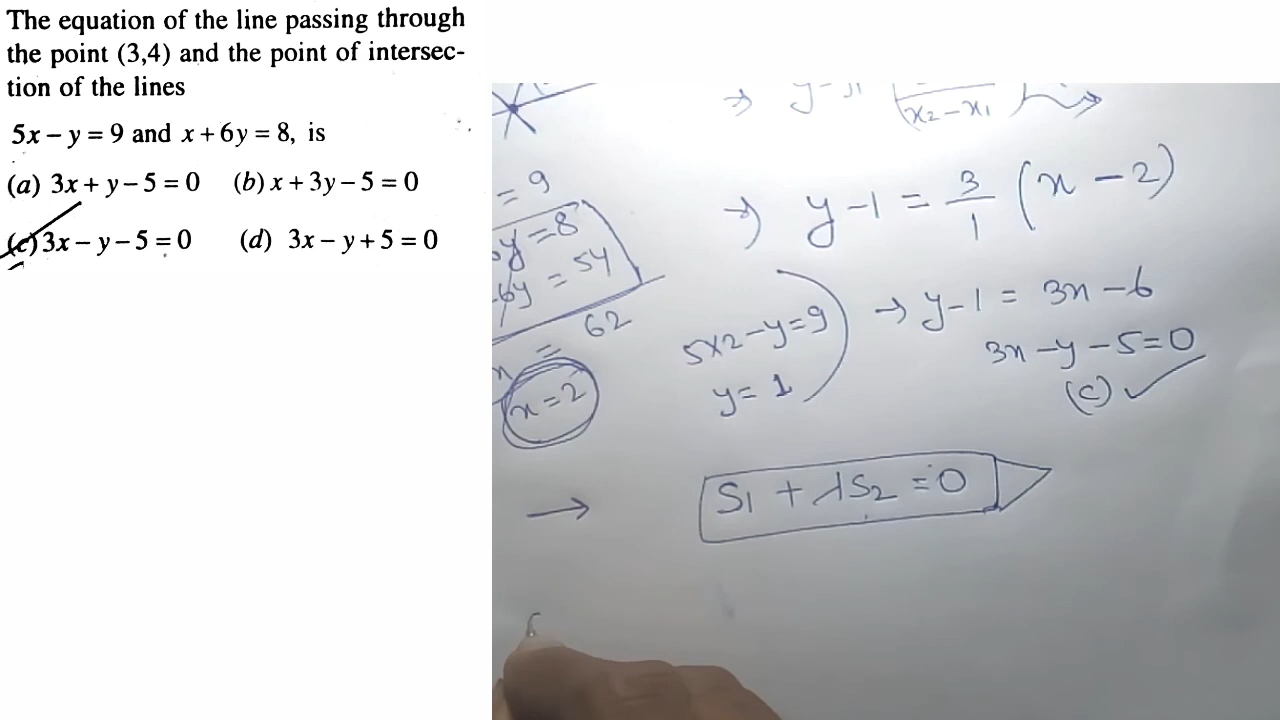 The equation of the line passing through
the point (3,4) and the point of intersec-
tion of the lines
5x – y = 9 and x + 6y = 8, is
(a) 3x + y – 5 = 0 (b) x + 3y – 5 = 0
(c) 3x – y – 5 = 0 (d) 3x – y + 5 = 0
= 9
y = 8
6y = 54
= 62
x = 2
5x2 – y = 9
y = 1
x₂ – x₁
→ y – 1 = 3/1 (x – 2)
→ y – 1 = 3x – 6
3x – y – 5 = 0
(c) ✓
→ S₁ + λS₂ = 0